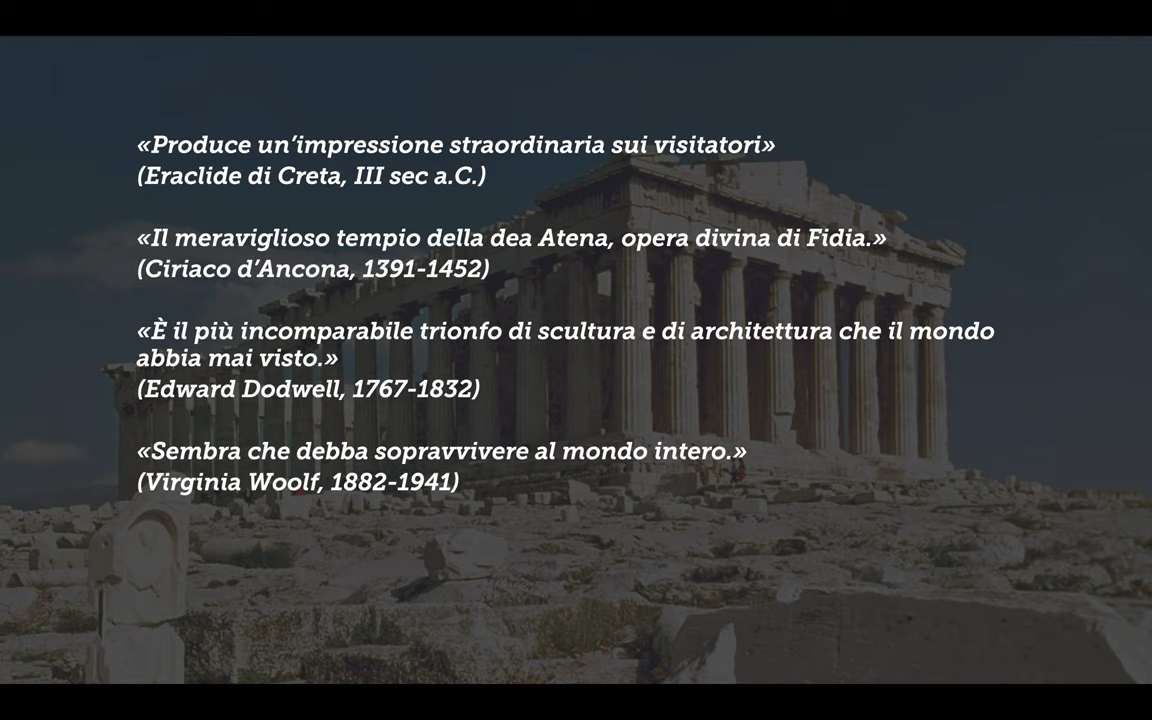 «Produce un’impressione straordinaria sui visitatori»
(Eraclide di Creta, III sec a.C.)
«Il meraviglioso tempio della dea Atena, opera divina di Fidia.»
(Ciriaco d’Ancona, 1391-1452)
«È il più incomparabile trionfo di scultura e di architettura che il mondo
abbia mai visto.»
(Edward Dodwell, 1767-1832)
«Sembra che debba sopravvivere al mondo intero.»
(Virginia Woolf, 1882-1941)